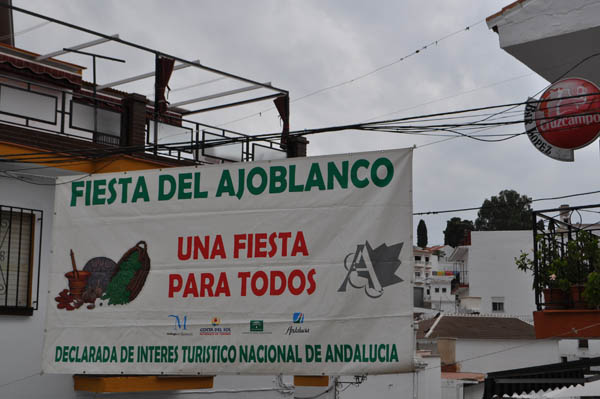 FIESTA DEL AJOBLANCO
UNA FIESTA
PARA TODOS
A
COSTA DEL SOL
Andalucía
DECLARADA DE INTERES TURISTICO NACIONAL DE ANDALUCIA
Cruzcampo